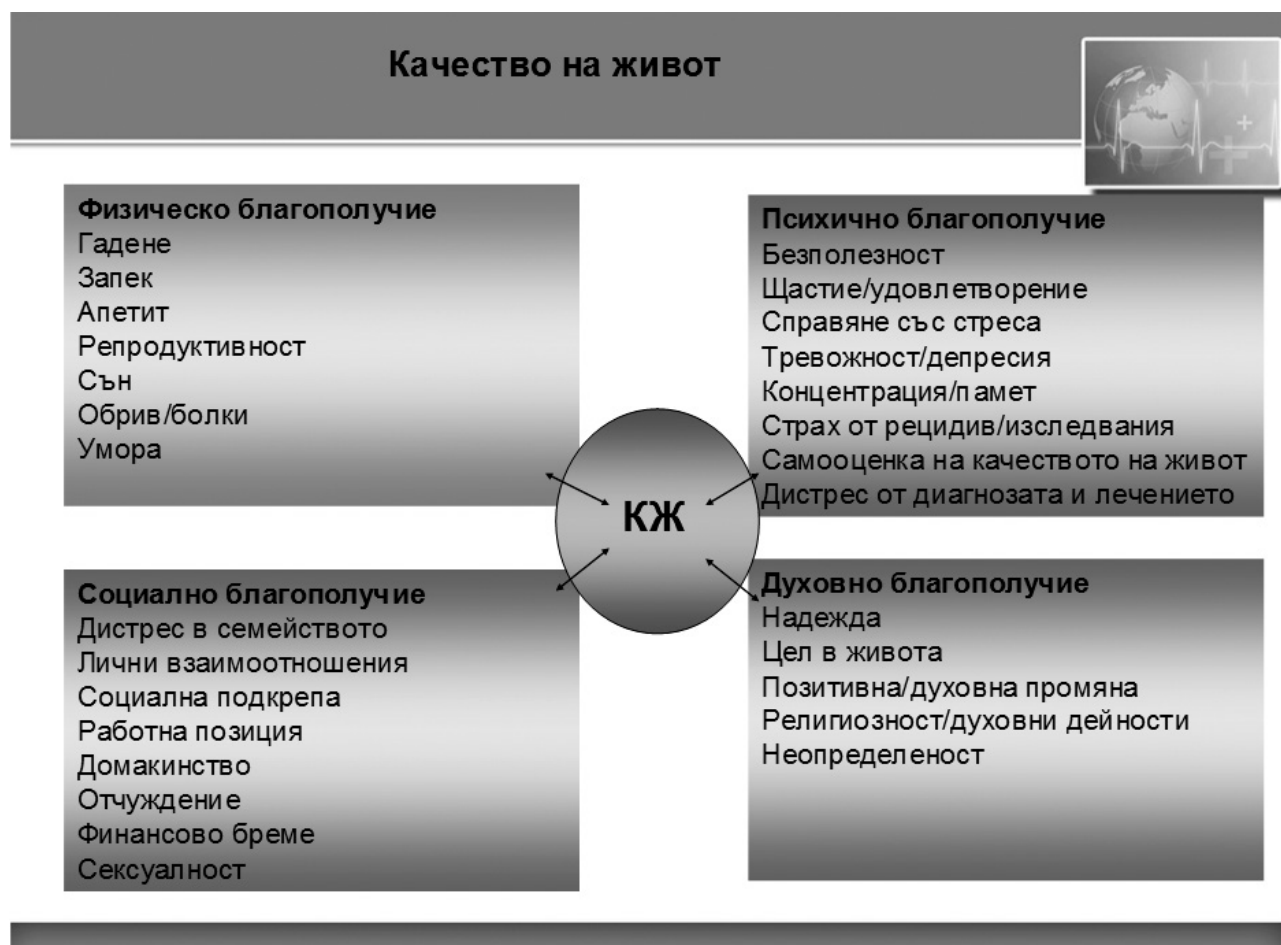 Качество на живот
Физическо благополучие
Гадене
Запек
Апетит
Репродуктивност
Сън
Обрив/болки
Умора
Психично благополучие
Безполезност
Щастие/удовлетворение
Справяне със стреса
Тревожност/депресия
Концентрация/памет
Страх от рецидив/изследвания
Самооценка на качеството на живот
Дистрес от диагнозата и лечението
КЖ
Социално благополучие
Дистрес в семейството
Лични взаимоотношения
Социална подкрепа
Работна позиция
Домакинство
Отчуждение
Финансово бреме
Сексуалност
Духовно благополучие
Надежда
Цел в живота
Позитивна/духовна промяна
Религиозност/духовни дейности
Неопределеност